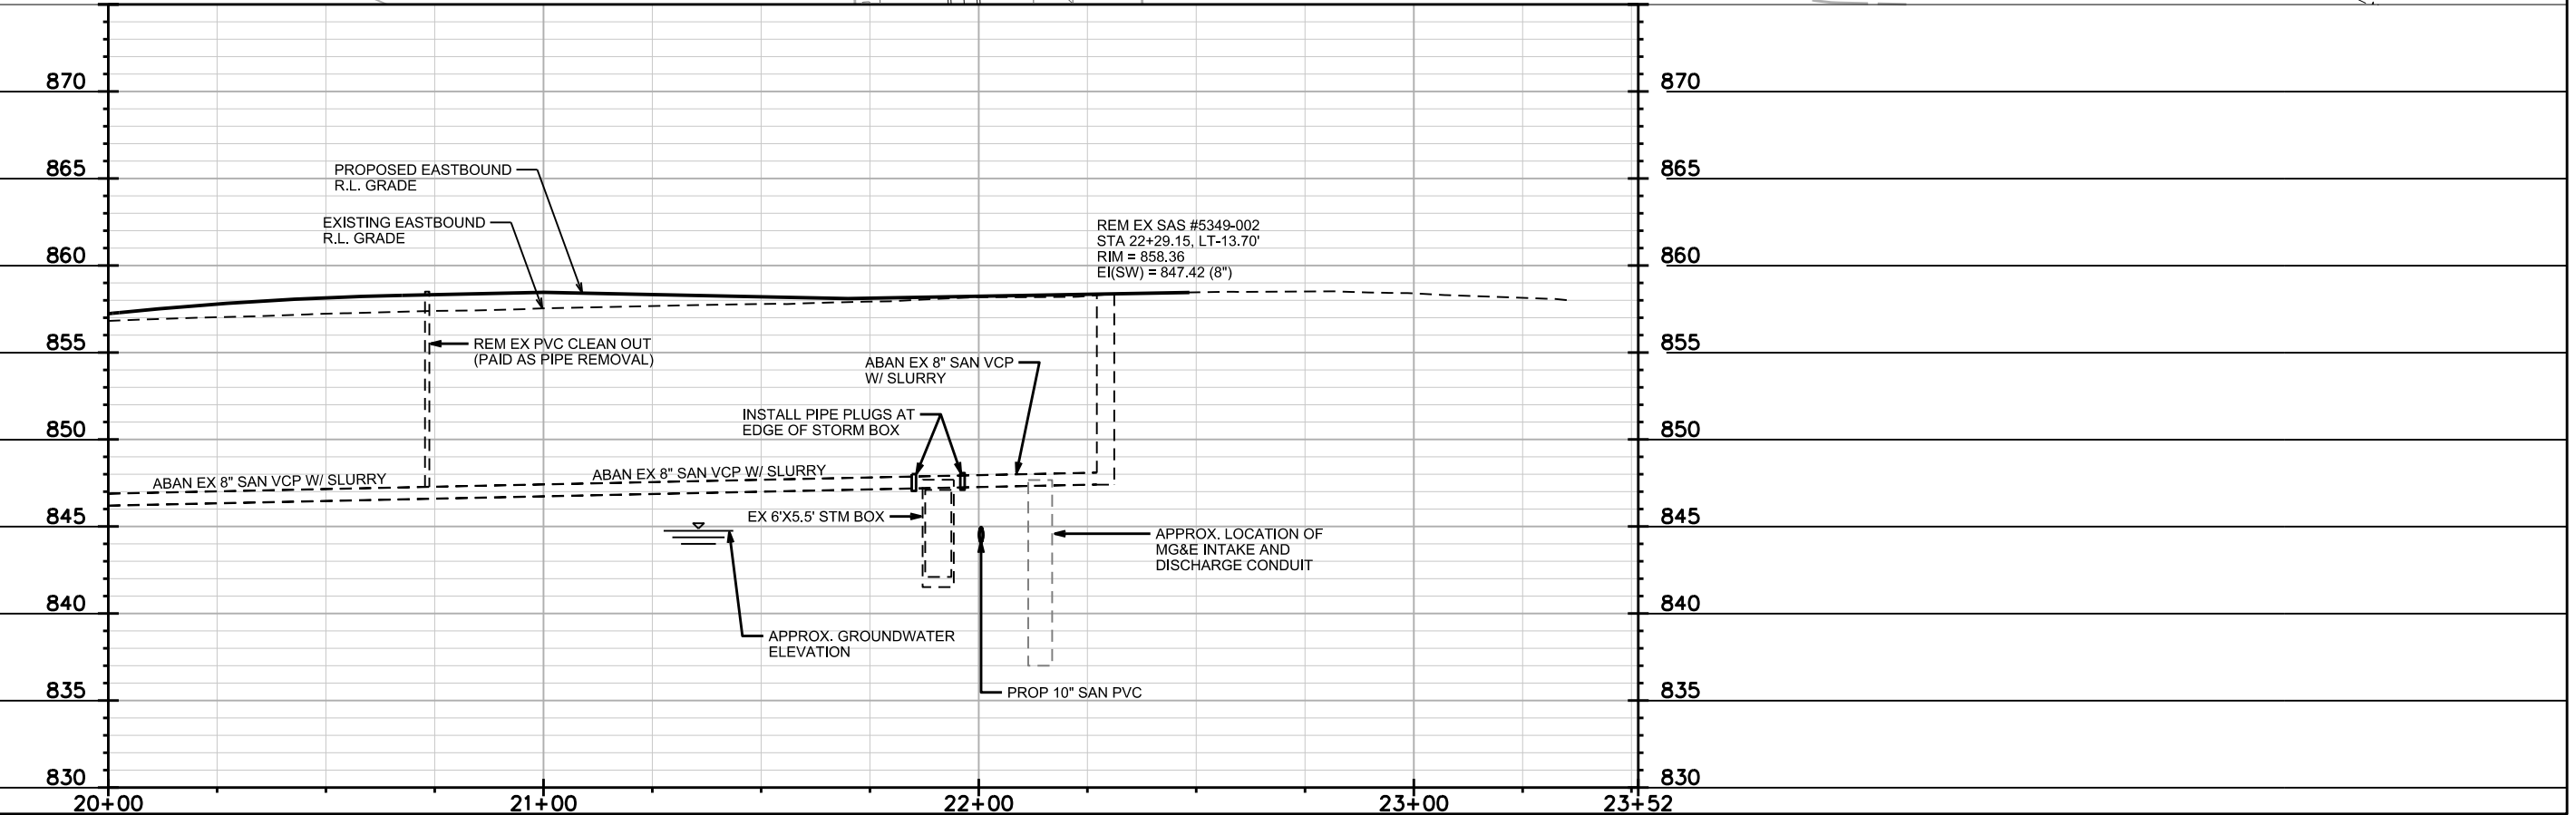 870
870
865
865
PROPOSED EASTBOUND
R.L. GRADE
EXISTING EASTBOUND
R.L. GRADE
REM EX SAS #5349-002
STA 22+29.15, LT-13.70'
RIM = 858.36
EI(SW) = 847.42 (8")
860
860
855
855
REM EX PVC CLEAN OUT
(PAID AS PIPE REMOVAL)
ABAN EX 8" SAN VCP
W/ SLURRY
INSTALL PIPE PLUGS AT
EDGE OF STORM BOX
850
850
ABAN EX 8" SAN VCP W/ SLURRY
ABAN EX 8" SAN VCP W/ SLURRY
845
845
EX 6'X5.5' STM BOX
APPROX. LOCATION OF
MG&E INTAKE AND
DISCHARGE CONDUIT
840
840
APPROX. GROUNDWATER
ELEVATION
835
835
PROP 10" SAN PVC
830
830
20+00
21+00
22+00
23+00
23+52